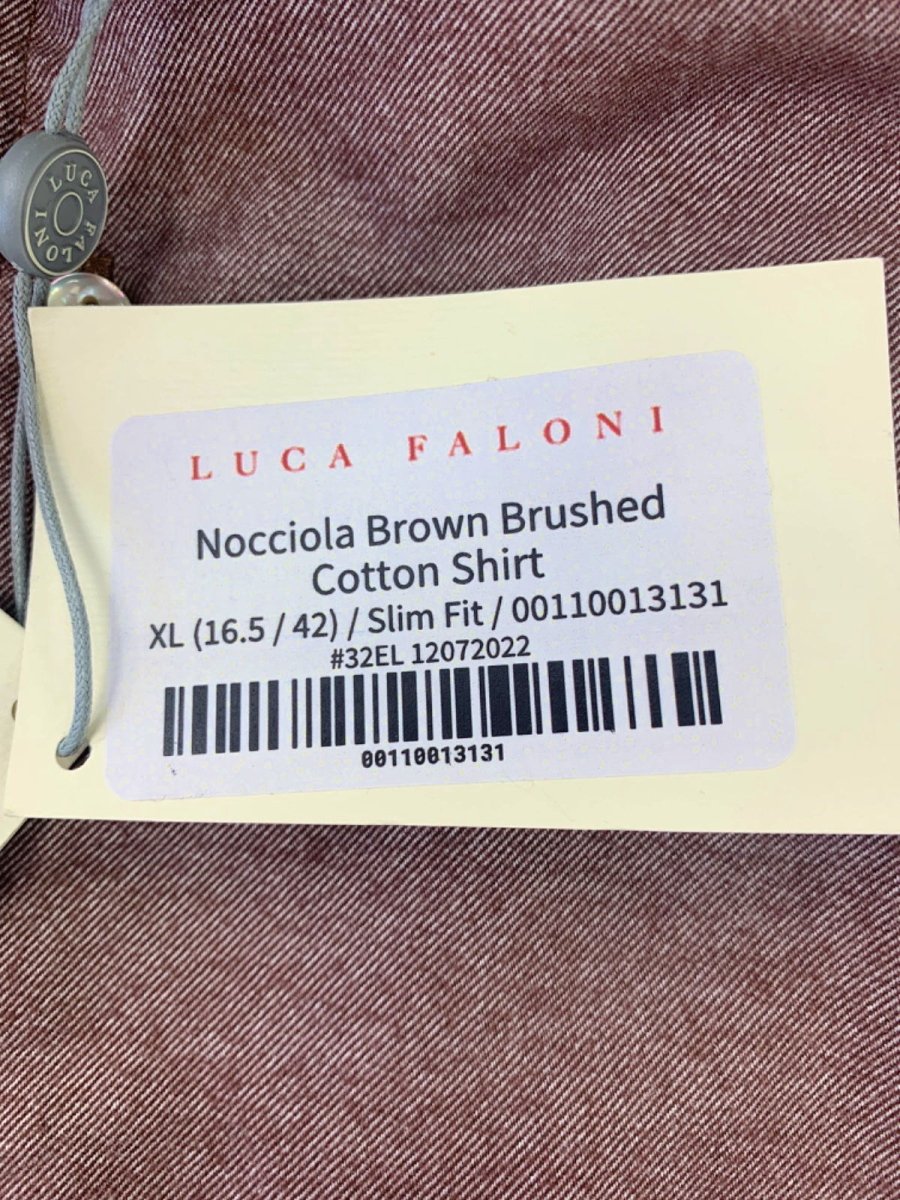 LUCA FALONI
LUCA FALONI
Nocciola Brown Brushed
Cotton Shirt
XL (16.5 / 42) / Slim Fit / 00110013131
#32EL 12072022
00110013131